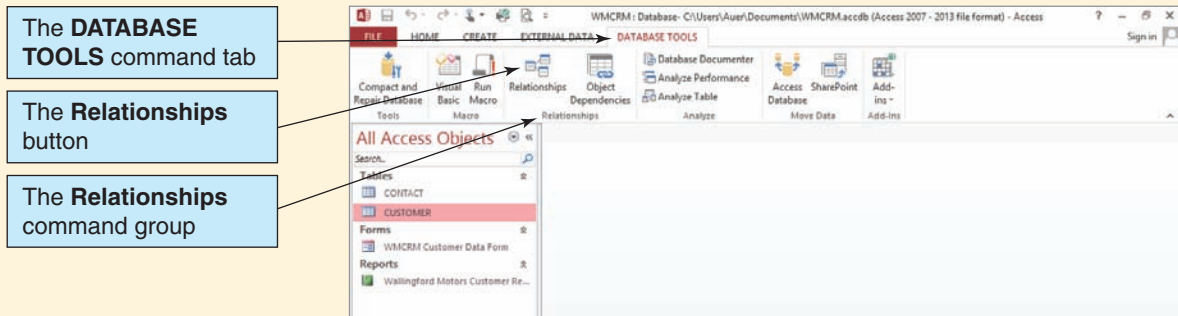 The DATABASE
TOOLS command tab
The Relationships
button
The Relationships
command group
WMCRM : Database- C:\Users\Auer\Documents\WMCRM.accdb (Access 2007 - 2013 file format) - Access
FILE HOME CREATE EXTERNAL DATA DATABASE TOOLS Sign in
Compact and
Repair Database
Visual
Basic
Run
Macro
Relationships
Object
Dependencies
Database Documenter
Analyze Performance
Analyze Table
Access
Database
SharePoint
Add-
ins
Tools Macro Relationships Analyze Move Data Add-Ins
All Access Objects
Search...
Tables
CONTACT
CUSTOMER
Forms
WMCRM Customer Data Form
Reports
Wallingford Motors Customer Re...